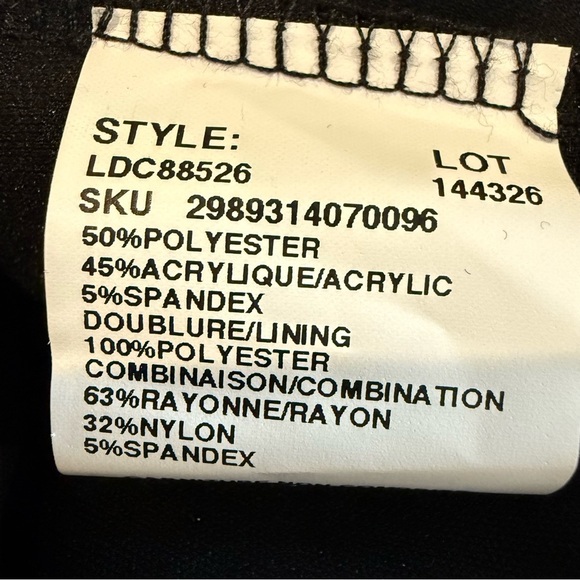 STYLE:
LDC88526
LOT
144326
SKU 2989314070096
50%POLYESTER
45%ACRYLIQUE/ACRYLIC
5%SPANDEX
DOUBLURE/LINING
100%POLYESTER
COMBINAISON/COMBINATION
63%RAYONNE/RAYON
32%NYLON
5%SPANDEX